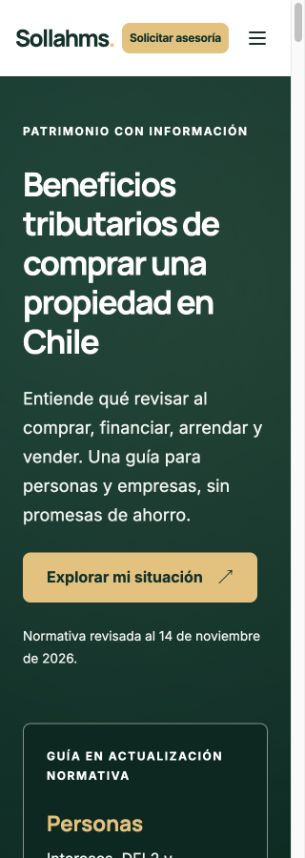 Sollahms.
Solicitar asesoría
PATRIMONIO CON INFORMACIÓN
Beneficios
tributarios de
comprar una
propiedad en
Chile
Entiende qué revisar al
comprar, financiar, arrendar y
vender. Una guía para
personas y empresas, sin
promesas de ahorro.
Explorar mi situación
Normativa revisada al 14 de noviembre
de 2026.
GUÍA EN ACTUALIZACIÓN
NORMATIVA
Personas
Intereses, DFL2 y